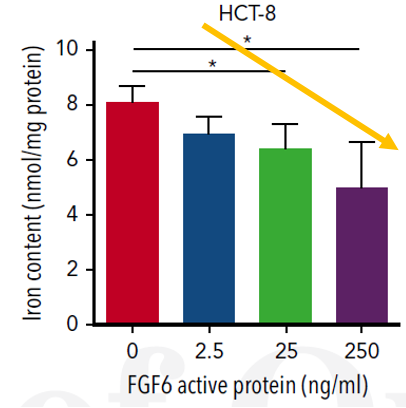 HCT-8
*
*
Iron content (nmol/mg protein)
10
8
6
4
2
0
0 2.5 25 250
FGF6 active protein (ng/ml)
of O